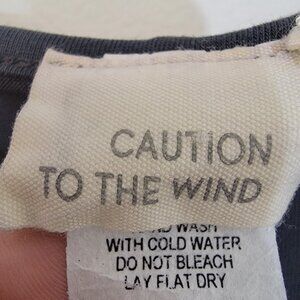 CAUTION
TO THE WIND
WASH
WITH COLD WATER
DO NOT BLEACH
LAY FLAT DRY